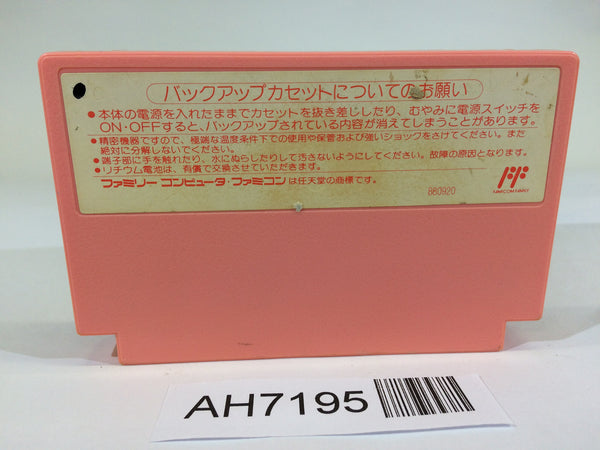 バックアップカセットについてのお願い
●本体の電源を入れたままでカセットを抜き差ししたり、むやみに電源スイッチを
ON・OFFすると、バックアップされている内容が消えてしまうことがあります。
●精密機器ですので、極端な温度条件下での使用や保管および強いショックをさけてください。また
絶対に分解しないでください。
●端子部に手を触れたり、水にぬらしたりして汚さないようにしてください。故障の原因となります。
●リチウム電池は、有償で交換させていただきます。
ファミリー コンピュータ・ファミコンは任天堂の商標です。
880920
FAMICOM FAMILY
AH7195